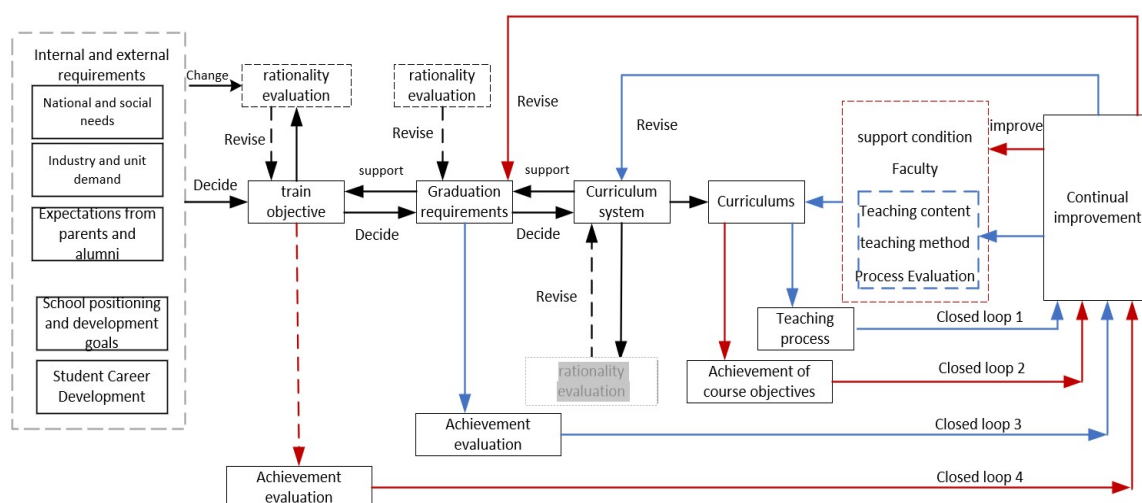 Internal and external
requirements
National and social
needs
Industry and unit
demand
Expectations from
parents and
alumni
School positioning
and development
goals
Student Career
Development
Change
Decide
rationality
evaluation
Revise
train
objective
support
Decide
rationality
evaluation
Revise
Graduation
requirements
support
Decide
Revise
Curriculum
system
Revise
Revise
rationality
evaluation
Curriculums
support condition
Faculty
Teaching content
teaching method
Process Evaluation
improve
Continual
improvement
Teaching
process
Closed loop 1
Achievement of
course objectives
Closed loop 2
Achievement
evaluation
Closed loop 3
Achievement
evaluation
Closed loop 4